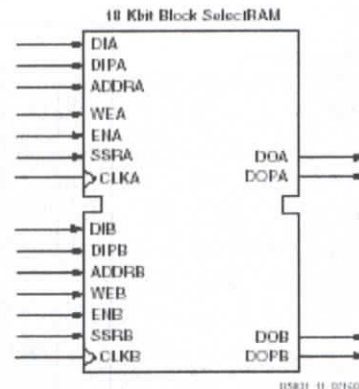 18 Kbit Block SelectRAM
DIA
DIPA
ADDRA
WEA
ENA
SSRA
DOA
CLKA
DOPA
DIB
DIPB
ADDRB
WEB
ENB
SSRB
DOB
CLKB
DOPB